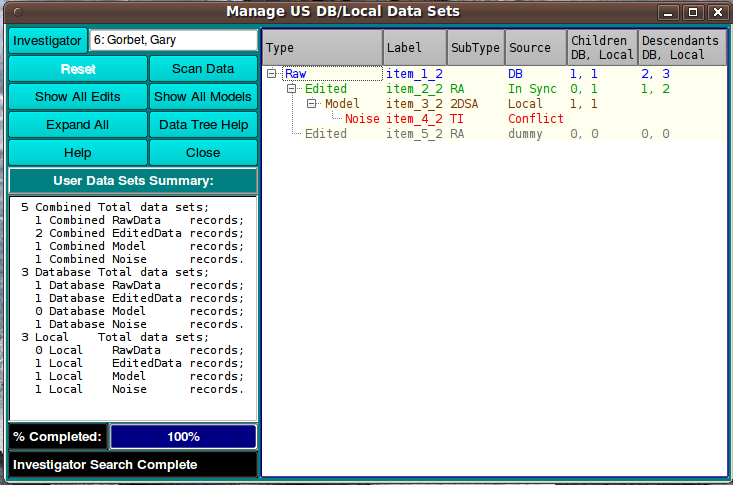 Manage US DB/Local Data Sets
Investigator 6: Gorbet, Gary
Reset Scan Data
Show All Edits Show All Models
Expand All Data Tree Help
Help Close
User Data Sets Summary:
5 Combined Total data sets;
1 Combined RawData records;
2 Combined EditedData records;
1 Combined Model records;
1 Combined Noise records;
3 Database Total data sets;
1 Database RawData records;
1 Database EditedData records;
0 Database Model records;
1 Database Noise records;
3 Local Total data sets;
0 Local RawData records;
1 Local EditedData records;
1 Local Model records;
1 Local Noise records.
% Completed: 100%
Investigator Search Complete
Type Label SubType Source Children DB, Local Descendants DB, Local
Raw item_1_2 DB 1, 1 2, 3
Edited item_2_2 RA In Sync 0, 1 1, 2
Model item_3_2 2DSA Local 1, 1
Noise item_4_2 TI Conflict
Edited item_5_2 RA dummy 0, 0 0, 0